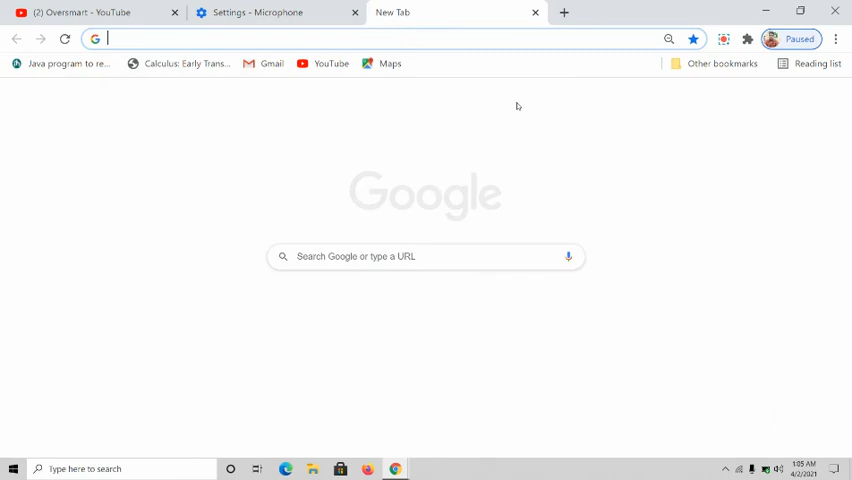 (2) Oversmart - YouTube
Settings - Microphone
New Tab
Paused
Java program to re...
Calculus: Early Trans...
Gmail
YouTube
Maps
Other bookmarks
Reading list
Google
Search Google or type a URL
Type here to search
1:05 AM
4/2/2021